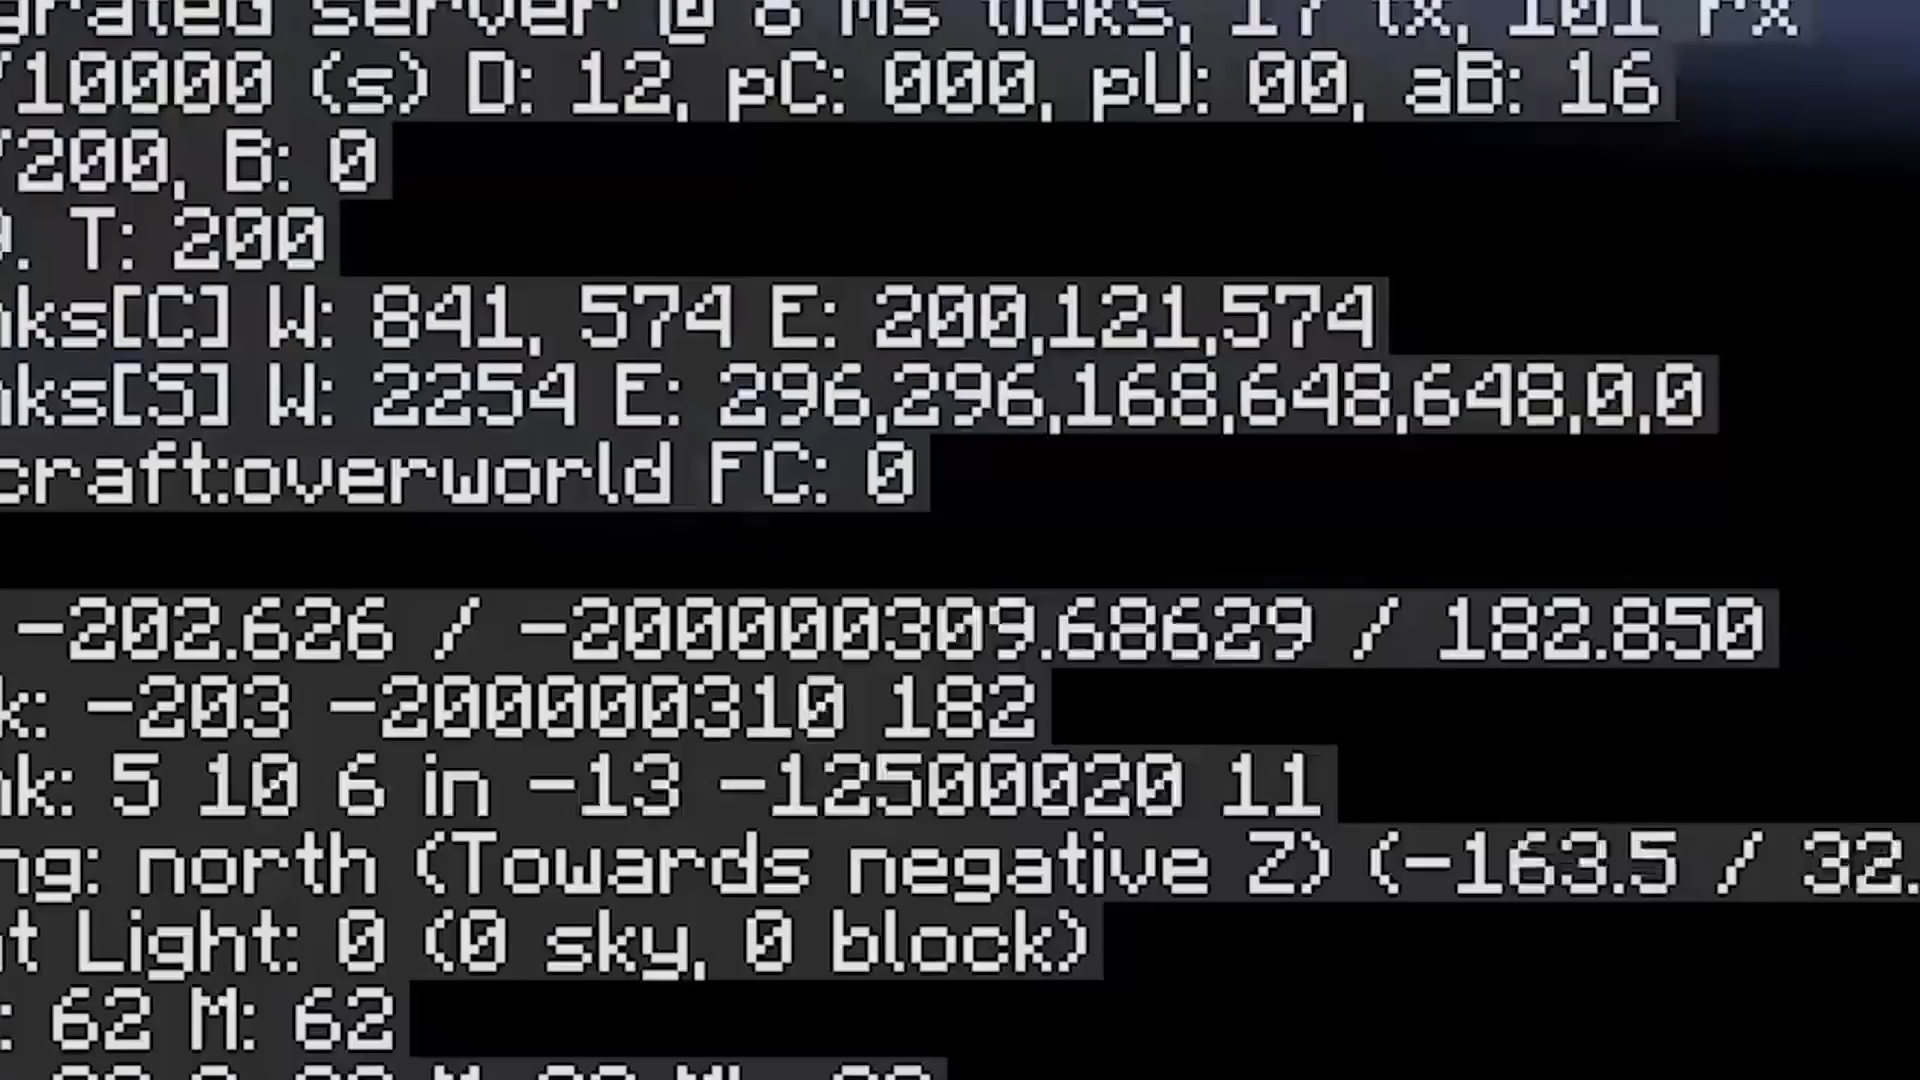 grated server @ 8 ms ticks, 17 tx, 101 rx
/10000 (s) D: 12, pC: 000, pU: 00, aB: 16
/200, B: 0
. T: 200
nks[C] W: 841, 574 E: 200,121,574
nks[S] W: 2254 E: 296,296,168,648,648,0,0
craft:overworld FC: 0
-202.626 / -200000309.68629 / 182.850
k: -203 -200000310 182
nk: 5 10 6 in -13 -12500020 11
ng: north (Towards negative Z) (-163.5 / 32.
nt Light: 0 (0 sky, 0 block)
: 62 M: 62